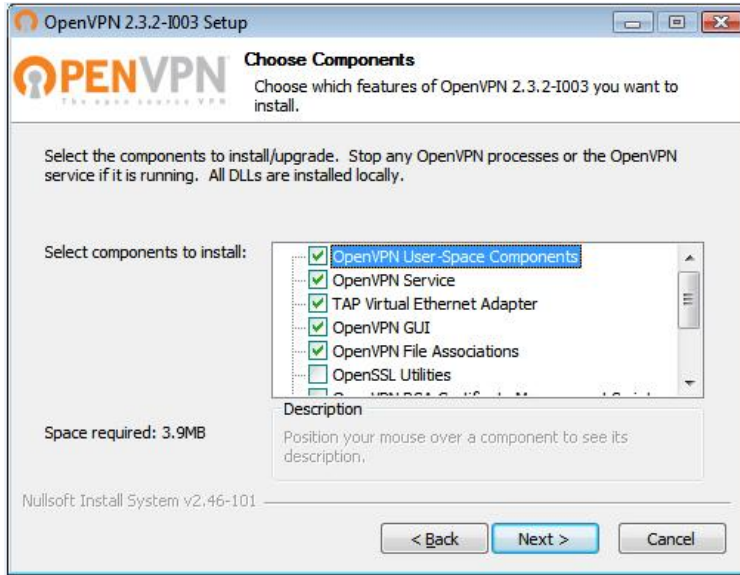 OpenVPN 2.3.2-I003 Setup
OPENVPN
The open source VPN
Choose Components
Choose which features of OpenVPN 2.3.2-I003 you want to
install.
Select the components to install/upgrade. Stop any OpenVPN processes or the OpenVPN
service if it is running. All DLLs are installed locally.
Select components to install:
OpenVPN User-Space Components
OpenVPN Service
TAP Virtual Ethernet Adapter
OpenVPN GUI
OpenVPN File Associations
OpenSSL Utilities
Space required: 3.9MB
Description
Position your mouse over a component to see its
description.
Nullsoft Install System v2.46-101
< Back
Next >
Cancel